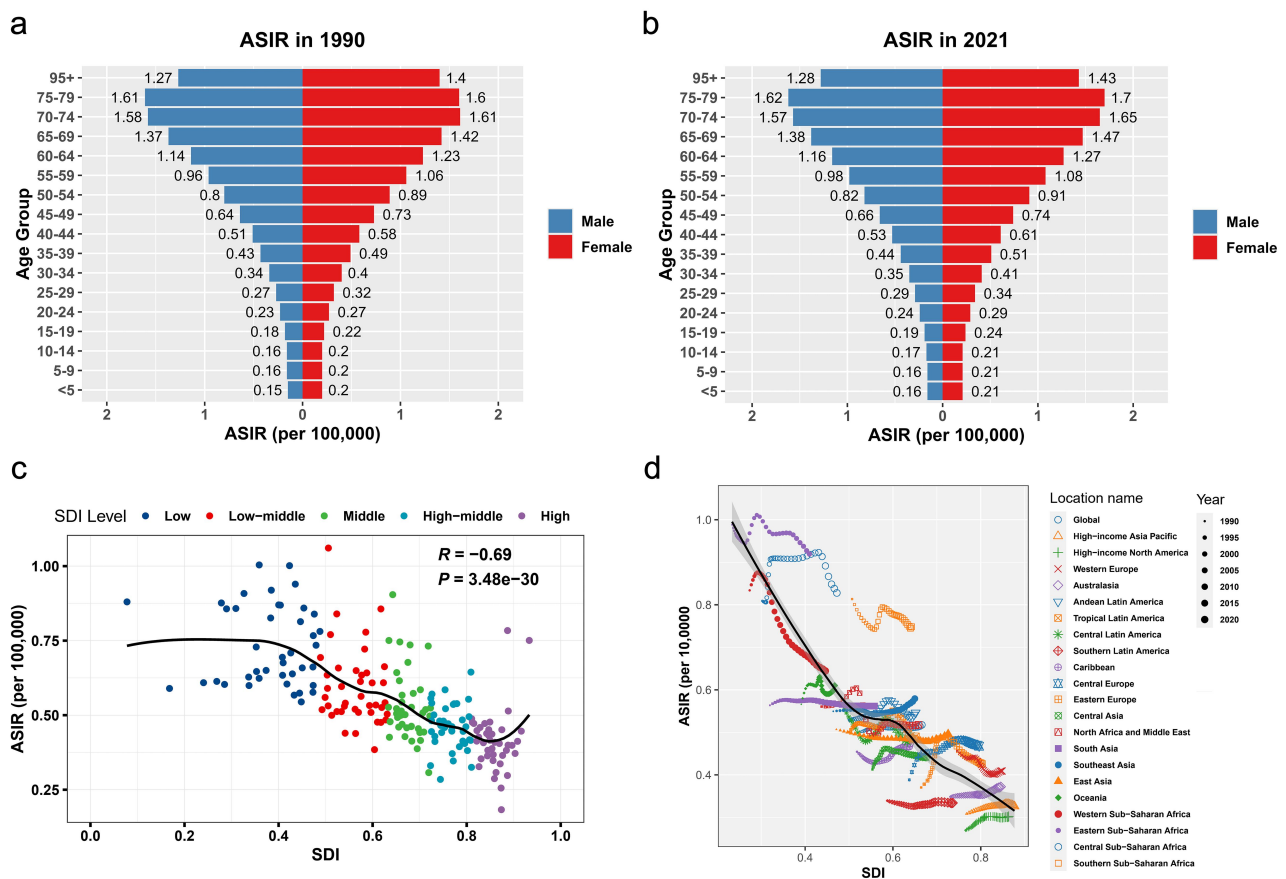 a
ASIR in 1990
Age Group
95+ 1.27 1.4
75-79 1.61 1.6
70-74 1.58 1.61
65-69 1.37 1.42
60-64 1.14 1.23
55-59 0.96 1.06
50-54 0.8 0.89
45-49 0.64 0.73
40-44 0.51 0.58
35-39 0.43 0.49
30-34 0.34 0.4
25-29 0.27 0.32
20-24 0.23 0.27
15-19 0.18 0.22
10-14 0.16 0.2
5-9 0.16 0.2
<5 0.15 0.2
2 1 0 1 2
ASIR (per 100,000)
Male
Female
b
ASIR in 2021
Age Group
95+ 1.28 1.43
75-79 1.62 1.7
70-74 1.57 1.65
65-69 1.38 1.47
60-64 1.16 1.27
55-59 0.98 1.08
50-54 0.82 0.91
45-49 0.66 0.74
40-44 0.53 0.61
35-39 0.44 0.51
30-34 0.35 0.41
25-29 0.29 0.34
20-24 0.24 0.29
15-19 0.19 0.24
10-14 0.17 0.21
5-9 0.16 0.21
<5 0.16 0.21
2 1 0 1 2
ASIR (per 100,000)
Male
Female
c
SDI Level Low Low-middle Middle High-middle High
R = −0.69
P = 3.48e−30
ASIR (per 100,000)
1.00
0.75
0.50
0.25
0.0 0.2 0.4 0.6 0.8 1.0
SDI
d
ASIR (per 10,0000)
1.0
0.8
0.6
0.4
0.4 0.6 0.8
SDI
Location name
Global
High-income Asia Pacific
High-income North America
Western Europe
Australasia
Andean Latin America
Tropical Latin America
Central Latin America
Southern Latin America
Caribbean
Central Europe
Eastern Europe
Central Asia
North Africa and Middle East
South Asia
Southeast Asia
East Asia
Oceania
Western Sub-Saharan Africa
Eastern Sub-Saharan Africa
Central Sub-Saharan Africa
Southern Sub-Saharan Africa
Year
1990
1995
2000
2005
2010
2015
2020